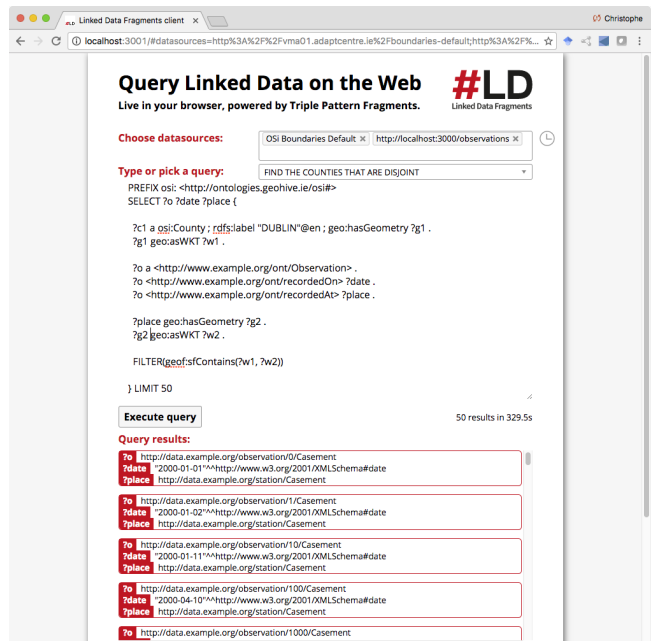 Linked Data Fragments client
Christophe
localhost:3001/#datasources=http%3A%2F%2Fvma01.adaptcentre.ie%2Fboundaries-default;http%3A%2F%...
Query Linked Data on the Web
Live in your browser, powered by Triple Pattern Fragments.
#LD
Linked Data Fragments
Choose datasources:
OSi Boundaries Default × http://localhost:3000/observations ×
Type or pick a query:
FIND THE COUNTIES THAT ARE DISJOINT
PREFIX osi: <http://ontologies.geohive.ie/osi#>
SELECT ?o ?date ?place {
?c1 a osi:County ; rdfs:label "DUBLIN"@en ; geo:hasGeometry ?g1 .
?g1 geo:asWKT ?w1 .
?o a <http://www.example.org/ont/Observation> .
?o <http://www.example.org/ont/recordedOn> ?date .
?o <http://www.example.org/ont/recordedAt> ?place .
?place geo:hasGeometry ?g2 .
?g2 geo:asWKT ?w2 .
FILTER(geof:sfContains(?w1, ?w2))
} LIMIT 50
Execute query
50 results in 329.5s
Query results:
?o http://data.example.org/observation/0/Casement
?date "2000-01-01"^^http://www.w3.org/2001/XMLSchema#date
?place http://data.example.org/station/Casement
?o http://data.example.org/observation/1/Casement
?date "2000-01-02"^^http://www.w3.org/2001/XMLSchema#date
?place http://data.example.org/station/Casement
?o http://data.example.org/observation/10/Casement
?date "2000-01-11"^^http://www.w3.org/2001/XMLSchema#date
?place http://data.example.org/station/Casement
?o http://data.example.org/observation/100/Casement
?date "2000-04-10"^^http://www.w3.org/2001/XMLSchema#date
?place http://data.example.org/station/Casement
?o http://data.example.org/observation/1000/Casement